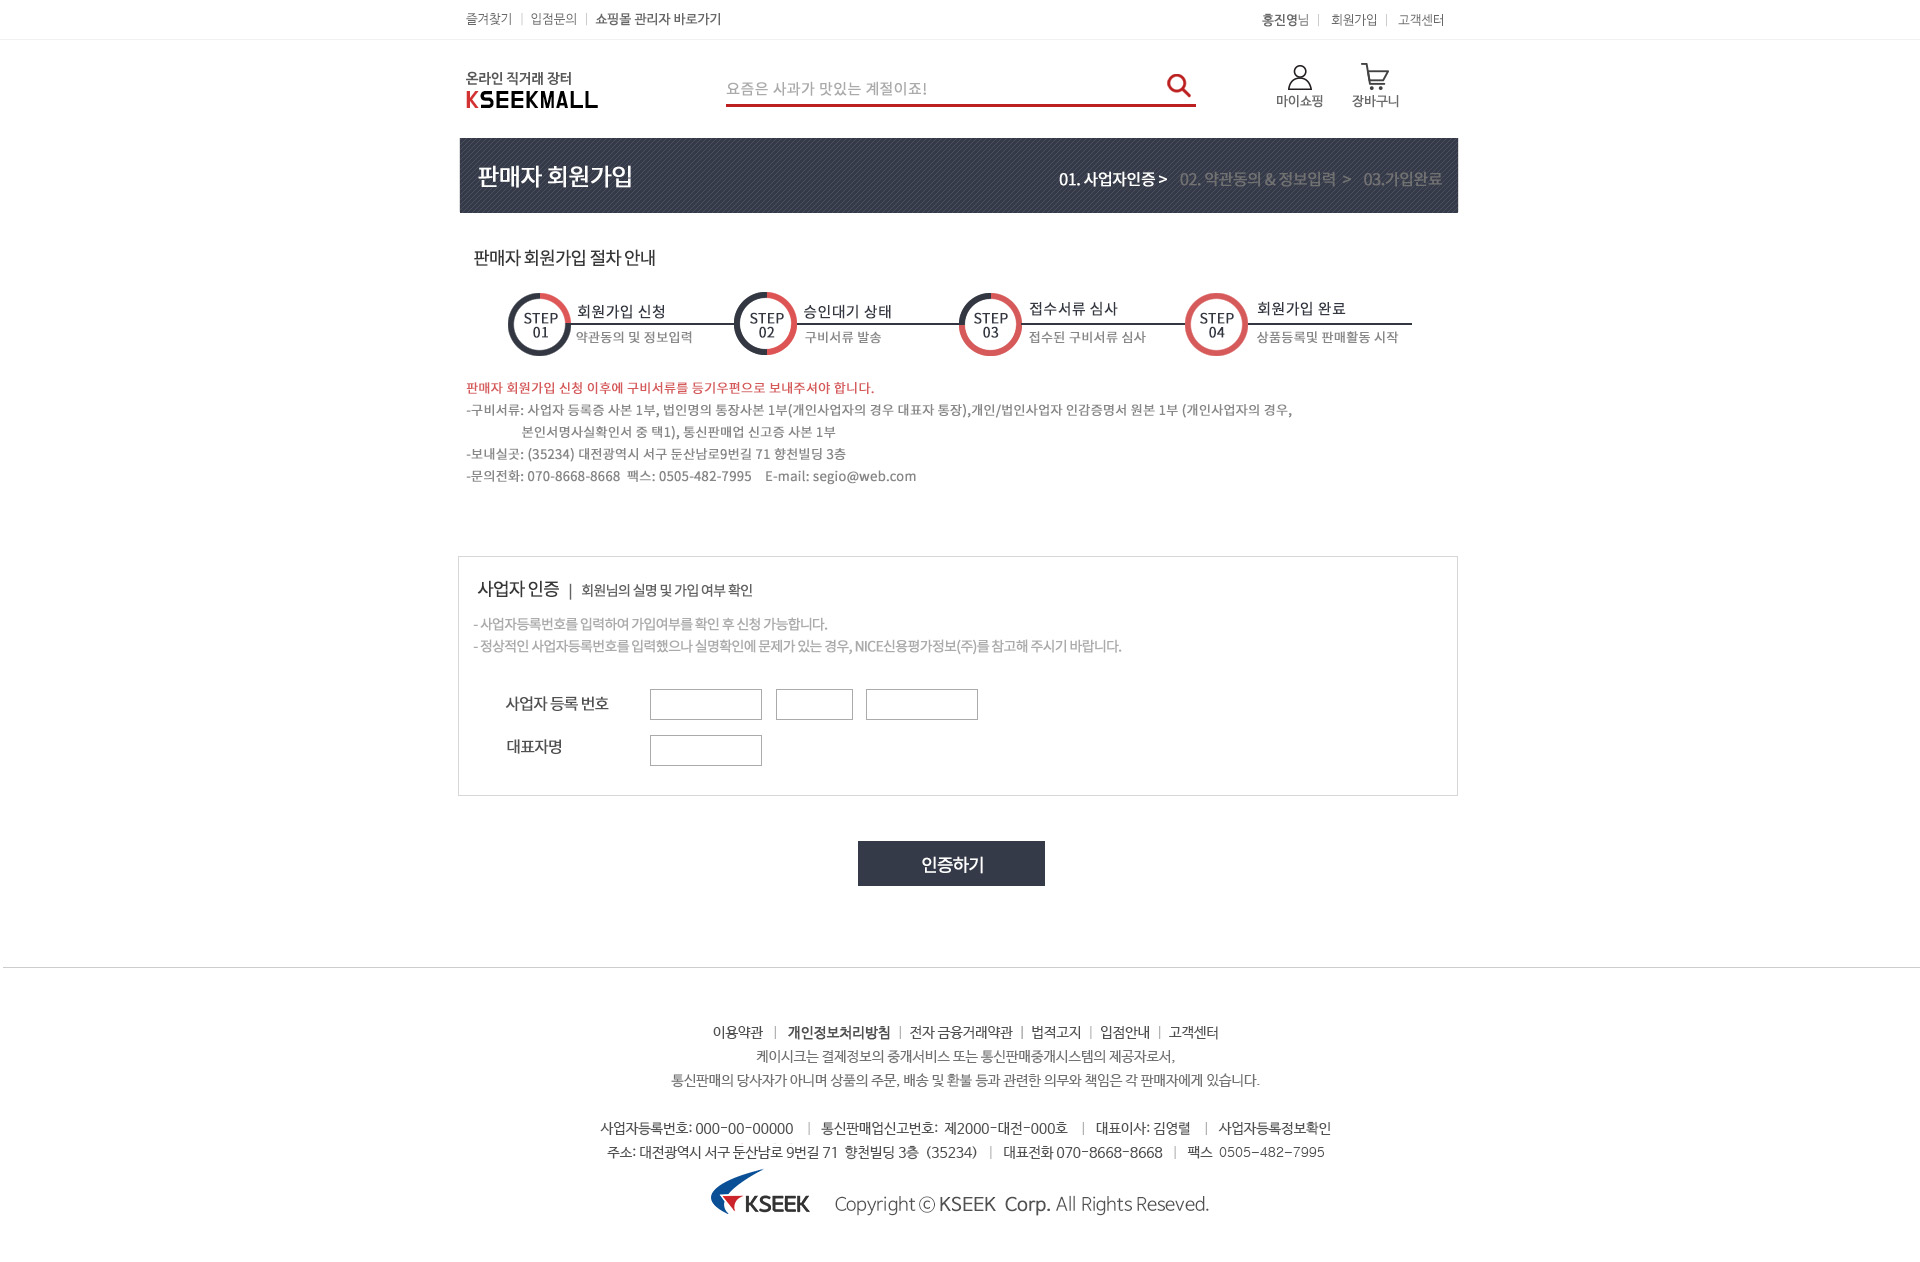 즐겨찾기 | 입점문의 | 쇼핑몰 관리자 바로가기
홍진영님 | 회원가입 | 고객센터
온라인 직거래 장터
KSEEKMALL
요즘은 사과가 맛있는 계절이죠!
마이쇼핑 장바구니
판매자 회원가입
01. 사업자인증 > 02. 약관동의 & 정보입력 > 03.가입완료
판매자 회원가입 절차 안내
STEP 01 회원가입 신청
약관동의 및 정보입력
STEP 02 승인대기 상태
구비서류 발송
STEP 03 접수서류 심사
접수된 구비서류 심사
STEP 04 회원가입 완료
상품등록및 판매활동 시작
판매자 회원가입 신청 이후에 구비서류를 등기우편으로 보내주셔야 합니다.
-구비서류: 사업자 등록증 사본 1부, 법인명의 통장사본 1부(개인사업자의 경우 대표자 통장),개인/법인사업자 인감증명서 원본 1부 (개인사업자의 경우,
본인서명사실확인서 중 택1), 통신판매업 신고증 사본 1부
-보내실곳: (35234) 대전광역시 서구 둔산남로9번길 71 향천빌딩 3층
-문의전화: 070-8668-8668 팩스: 0505-482-7995 E-mail: segio@web.com
사업자 인증 | 회원님의 실명 및 가입 여부 확인
- 사업자등록번호를 입력하여 가입여부를 확인 후 신청 가능합니다.
- 정상적인 사업자등록번호를 입력했으나 실명확인에 문제가 있는 경우, NICE신용평가정보(주)를 참고해 주시기 바랍니다.
사업자 등록 번호
대표자명
인증하기
이용약관 | 개인정보처리방침 | 전자 금융거래약관 | 법적고지 | 입점안내 | 고객센터
케이시크는 결제정보의 중개서비스 또는 통신판매중개시스템의 제공자로서,
통신판매의 당사자가 아니며 상품의 주문, 배송 및 환불 등과 관련한 의무와 책임은 각 판매자에게 있습니다.
사업자등록번호: 000-00-00000 | 통신판매업신고번호: 제2000-대전-000호 | 대표이사: 김영렬 | 사업자등록정보확인
주소: 대전광역시 서구 둔산남로 9번길 71 향천빌딩 3층 (35234) | 대표전화 070-8668-8668 | 팩스 0505-482-7995
KSEEK Copyright ⓒ KSEEK Corp. All Rights Reseved.